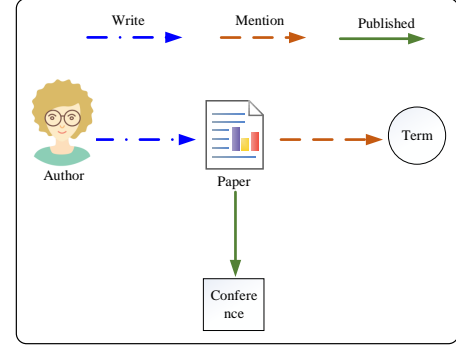 Write
Mention
Published
Author
Paper
Term
Confere
nce